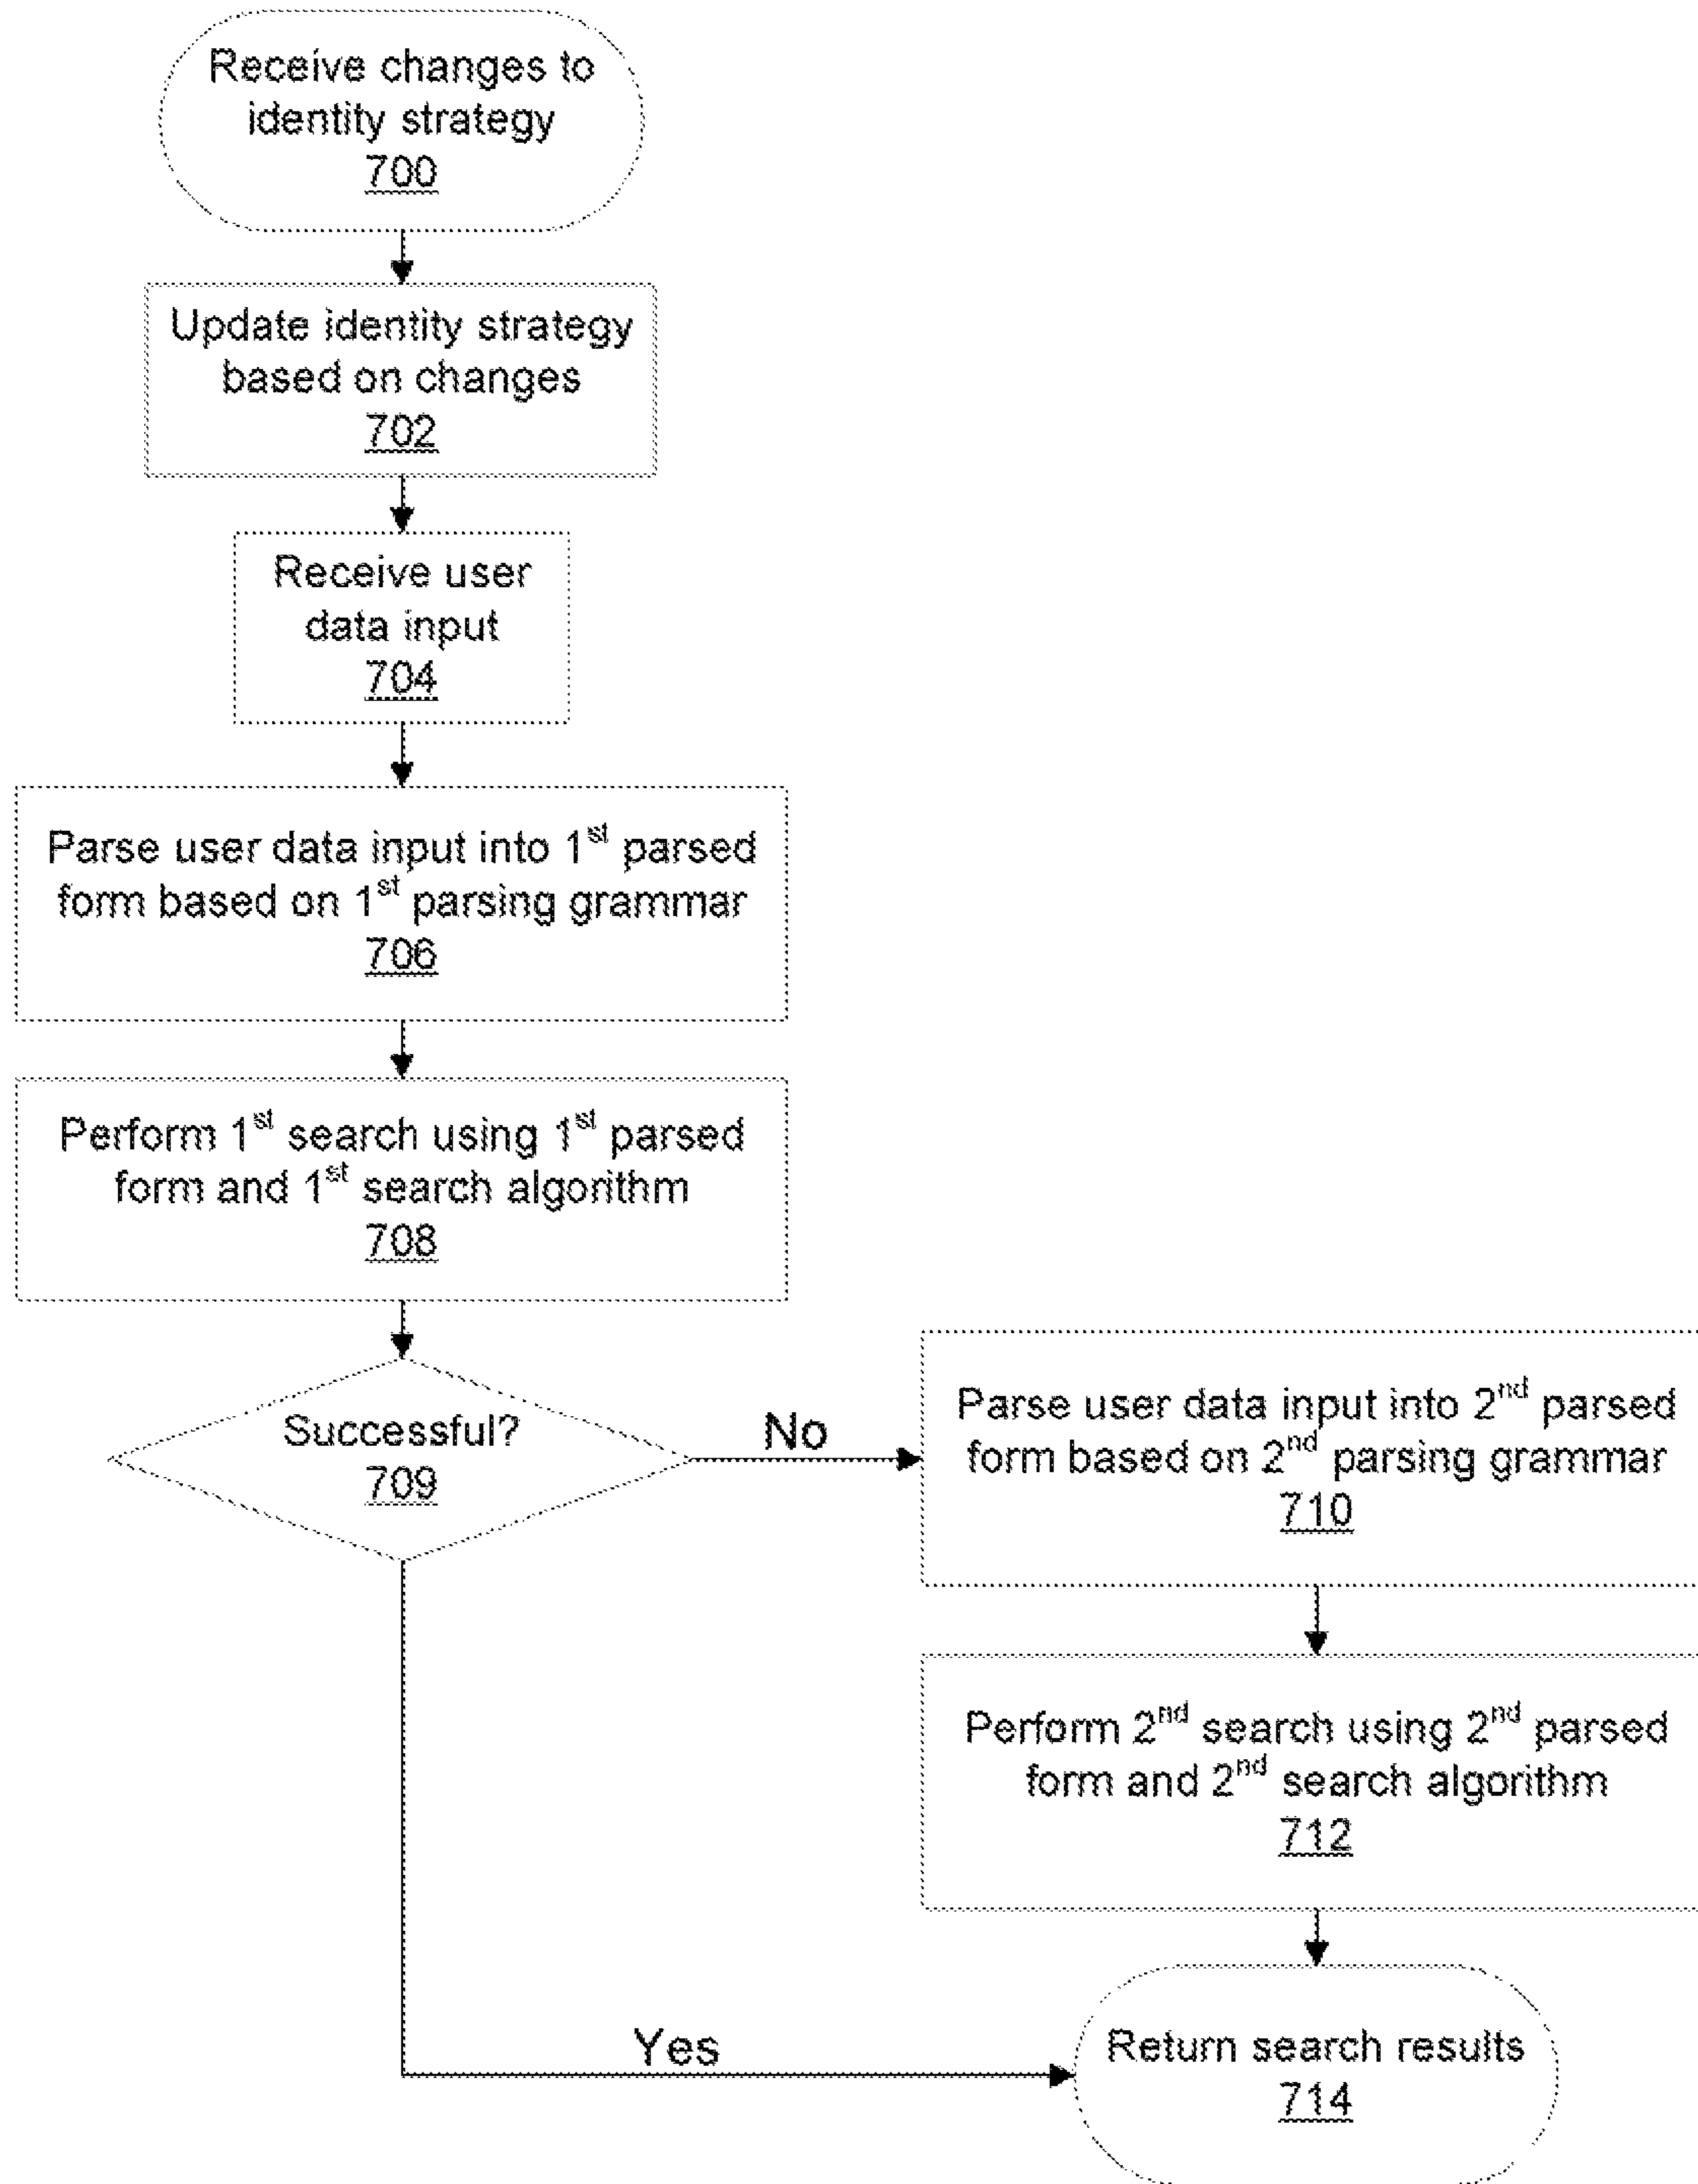 Receive changes to
identity strategy
700
Update identity strategy
based on changes
702
Receive user
data input
704
Parse user data input into 1st parsed
form based on 1st parsing grammar
706
Perform 1st search using 1st parsed
form and 1st search algorithm
708
Successful?
709
No
Parse user data input into 2nd parsed
form based on 2nd parsing grammar
710
Perform 2nd search using 2nd parsed
form and 2nd search algorithm
712
Yes
Return search results
714